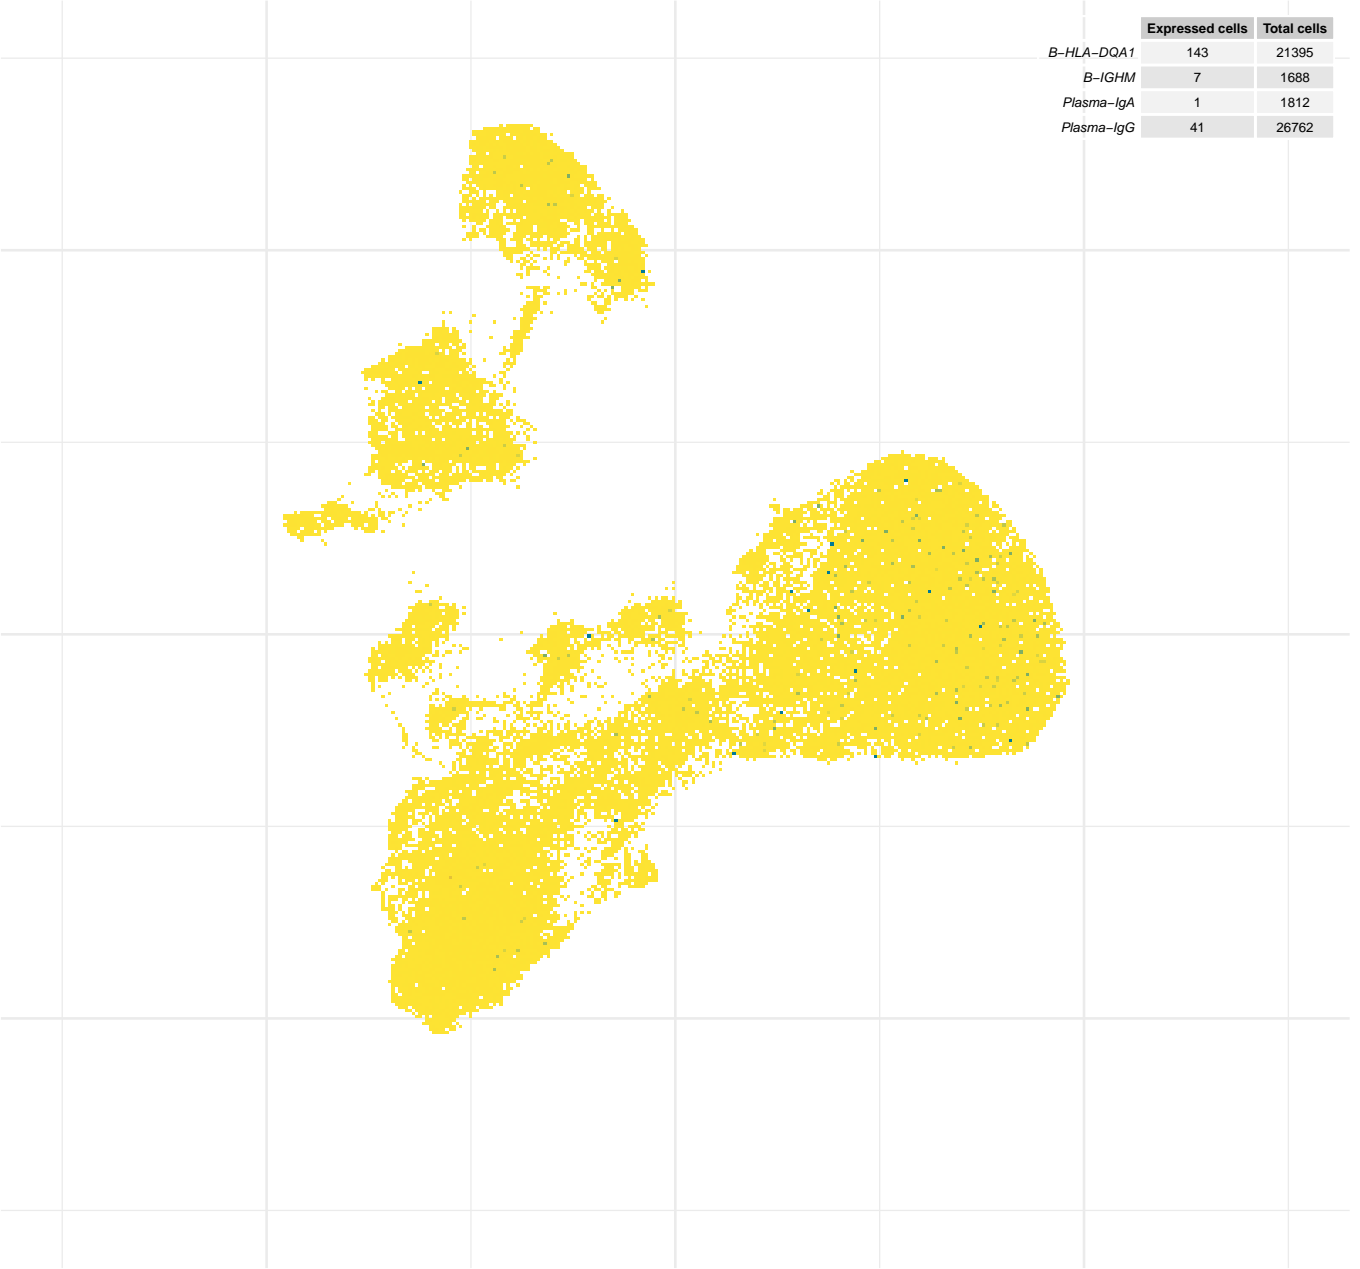 Expressed cells Total cells
B−HLA−DQA1 143 21395
B−IGHM 7 1688
Plasma−IgA 1 1812
Plasma−IgG 41 26762